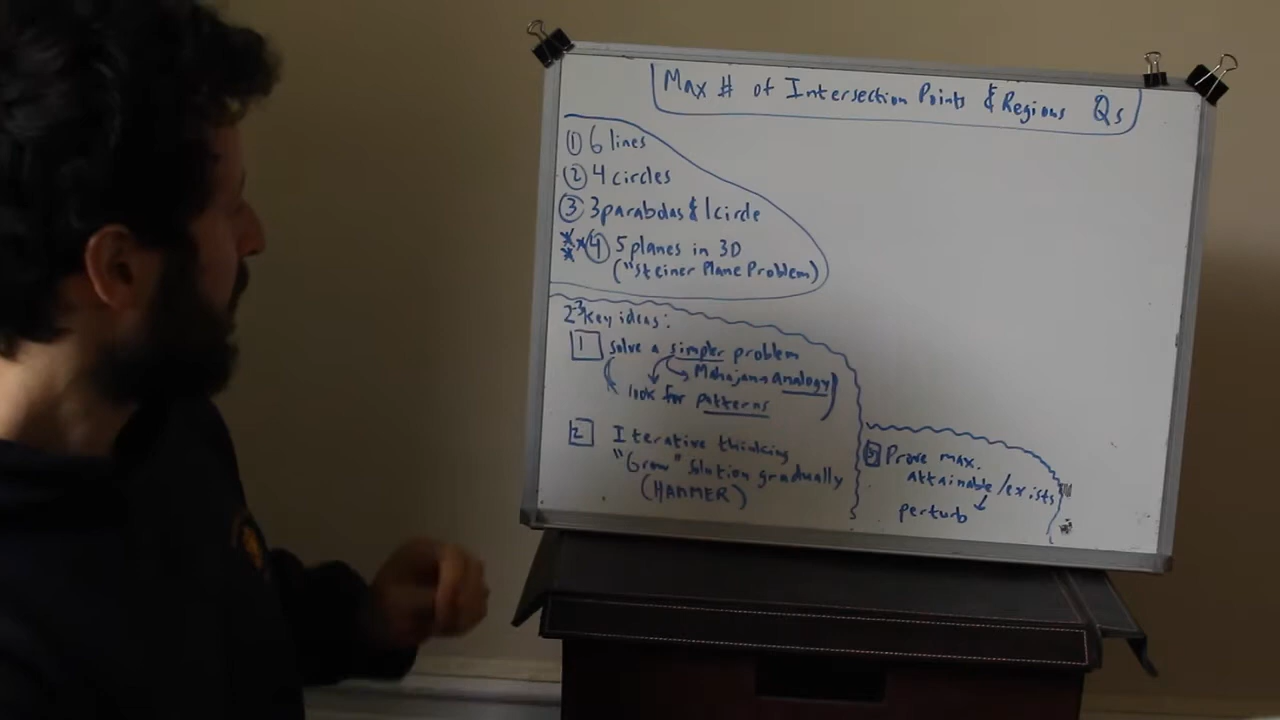 Max # of Intersection Points & Regions Qs
① 6 lines
② 4 circles
③ 3 parabolas & 1 circle
④ 5 planes in 3D
("Steiner Plane Problem)
2-3 Key ideas:
1 Solve a simpler problem
Mahajan Analogy
look for patterns
2 Iterative thinking
"Grow" solution gradually
(HAMMER)
3 Prove max.
attainable/exists
perturb